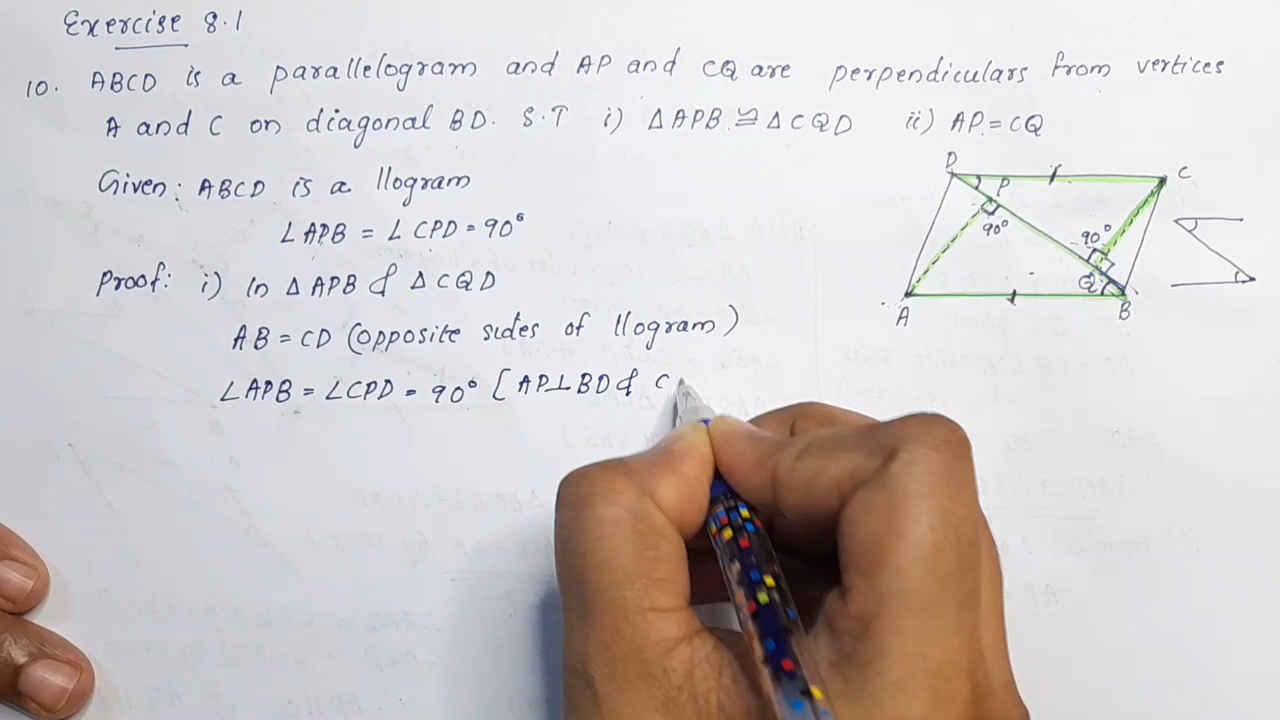 Exercise 8.1
10. ABCD is a parallelogram and AP and CQ are perpendiculars from vertices
A and C on diagonal BD. S.T i) ΔAPB ≅ ΔCQD ii) AP = CQ
Given: ABCD is a llogram
∠APB = ∠CPD = 90°
Proof: i) In ΔAPB & ΔCQD
AB = CD (opposite sides of llogram)
∠APB = ∠CPD = 90° [AP⊥BD & C
D
P
C
90°
90°
Q
A
B